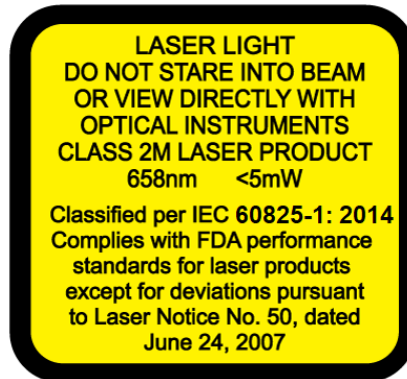 LASER LIGHT
DO NOT STARE INTO BEAM
OR VIEW DIRECTLY WITH
OPTICAL INSTRUMENTS
CLASS 2M LASER PRODUCT
658nm <5mW
Classified per IEC 60825-1: 2014
Complies with FDA performance
standards for laser products
except for deviations pursuant
to Laser Notice No. 50, dated
June 24, 2007